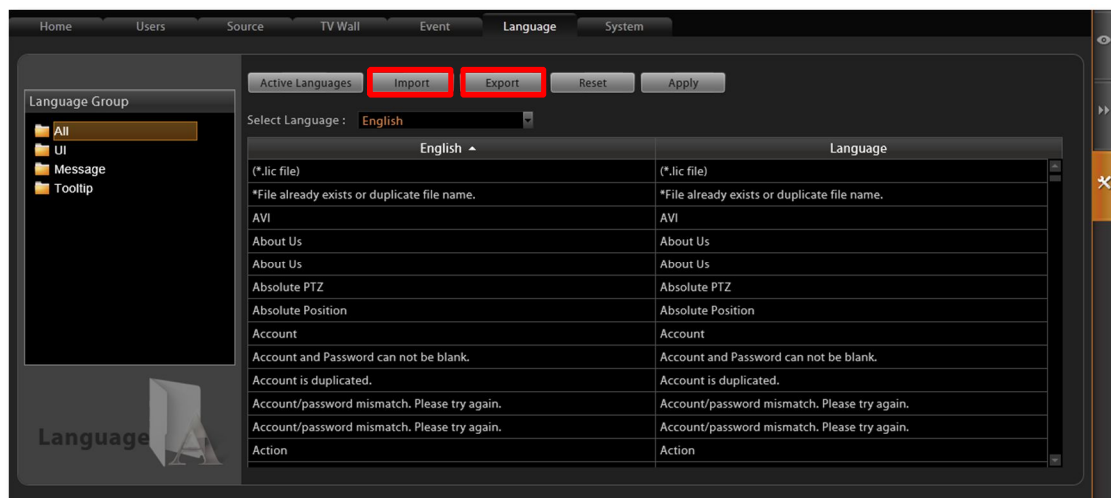 Home Users Source TV Wall Event Language System
Active Languages Import Export Reset Apply
Language Group
Select Language : English
All
UI
Message
Tooltip
English Language
(*.lic file) (*.lic file)
*File already exists or duplicate file name. *File already exists or duplicate file name.
AVI AVI
About Us About Us
About Us About Us
Absolute PTZ Absolute PTZ
Absolute Position Absolute Position
Account Account
Account and Password can not be blank. Account and Password can not be blank.
Account is duplicated. Account is duplicated.
Account/password mismatch. Please try again. Account/password mismatch. Please try again.
Account/password mismatch. Please try again. Account/password mismatch. Please try again.
Action Action
Language A